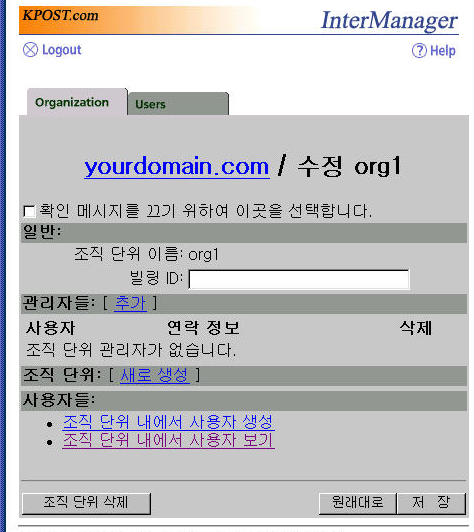 KPOST.com InterManager
Logout Help
Organization Users
yourdomain.com / 수정 org1
확인 메시지를 끄기 위하여 이곳을 선택합니다.
일반:
조직 단위 이름: org1
빌링 ID:
관리자들: [ 추가 ]
사용자 연락 정보 삭제
조직 단위 관리자가 없습니다.
조직 단위: [ 새로 생성 ]
사용자들:
• 조직 단위 내에서 사용자 생성
• 조직 단위 내에서 사용자 보기
조직 단위 삭제 원래대로 저 장